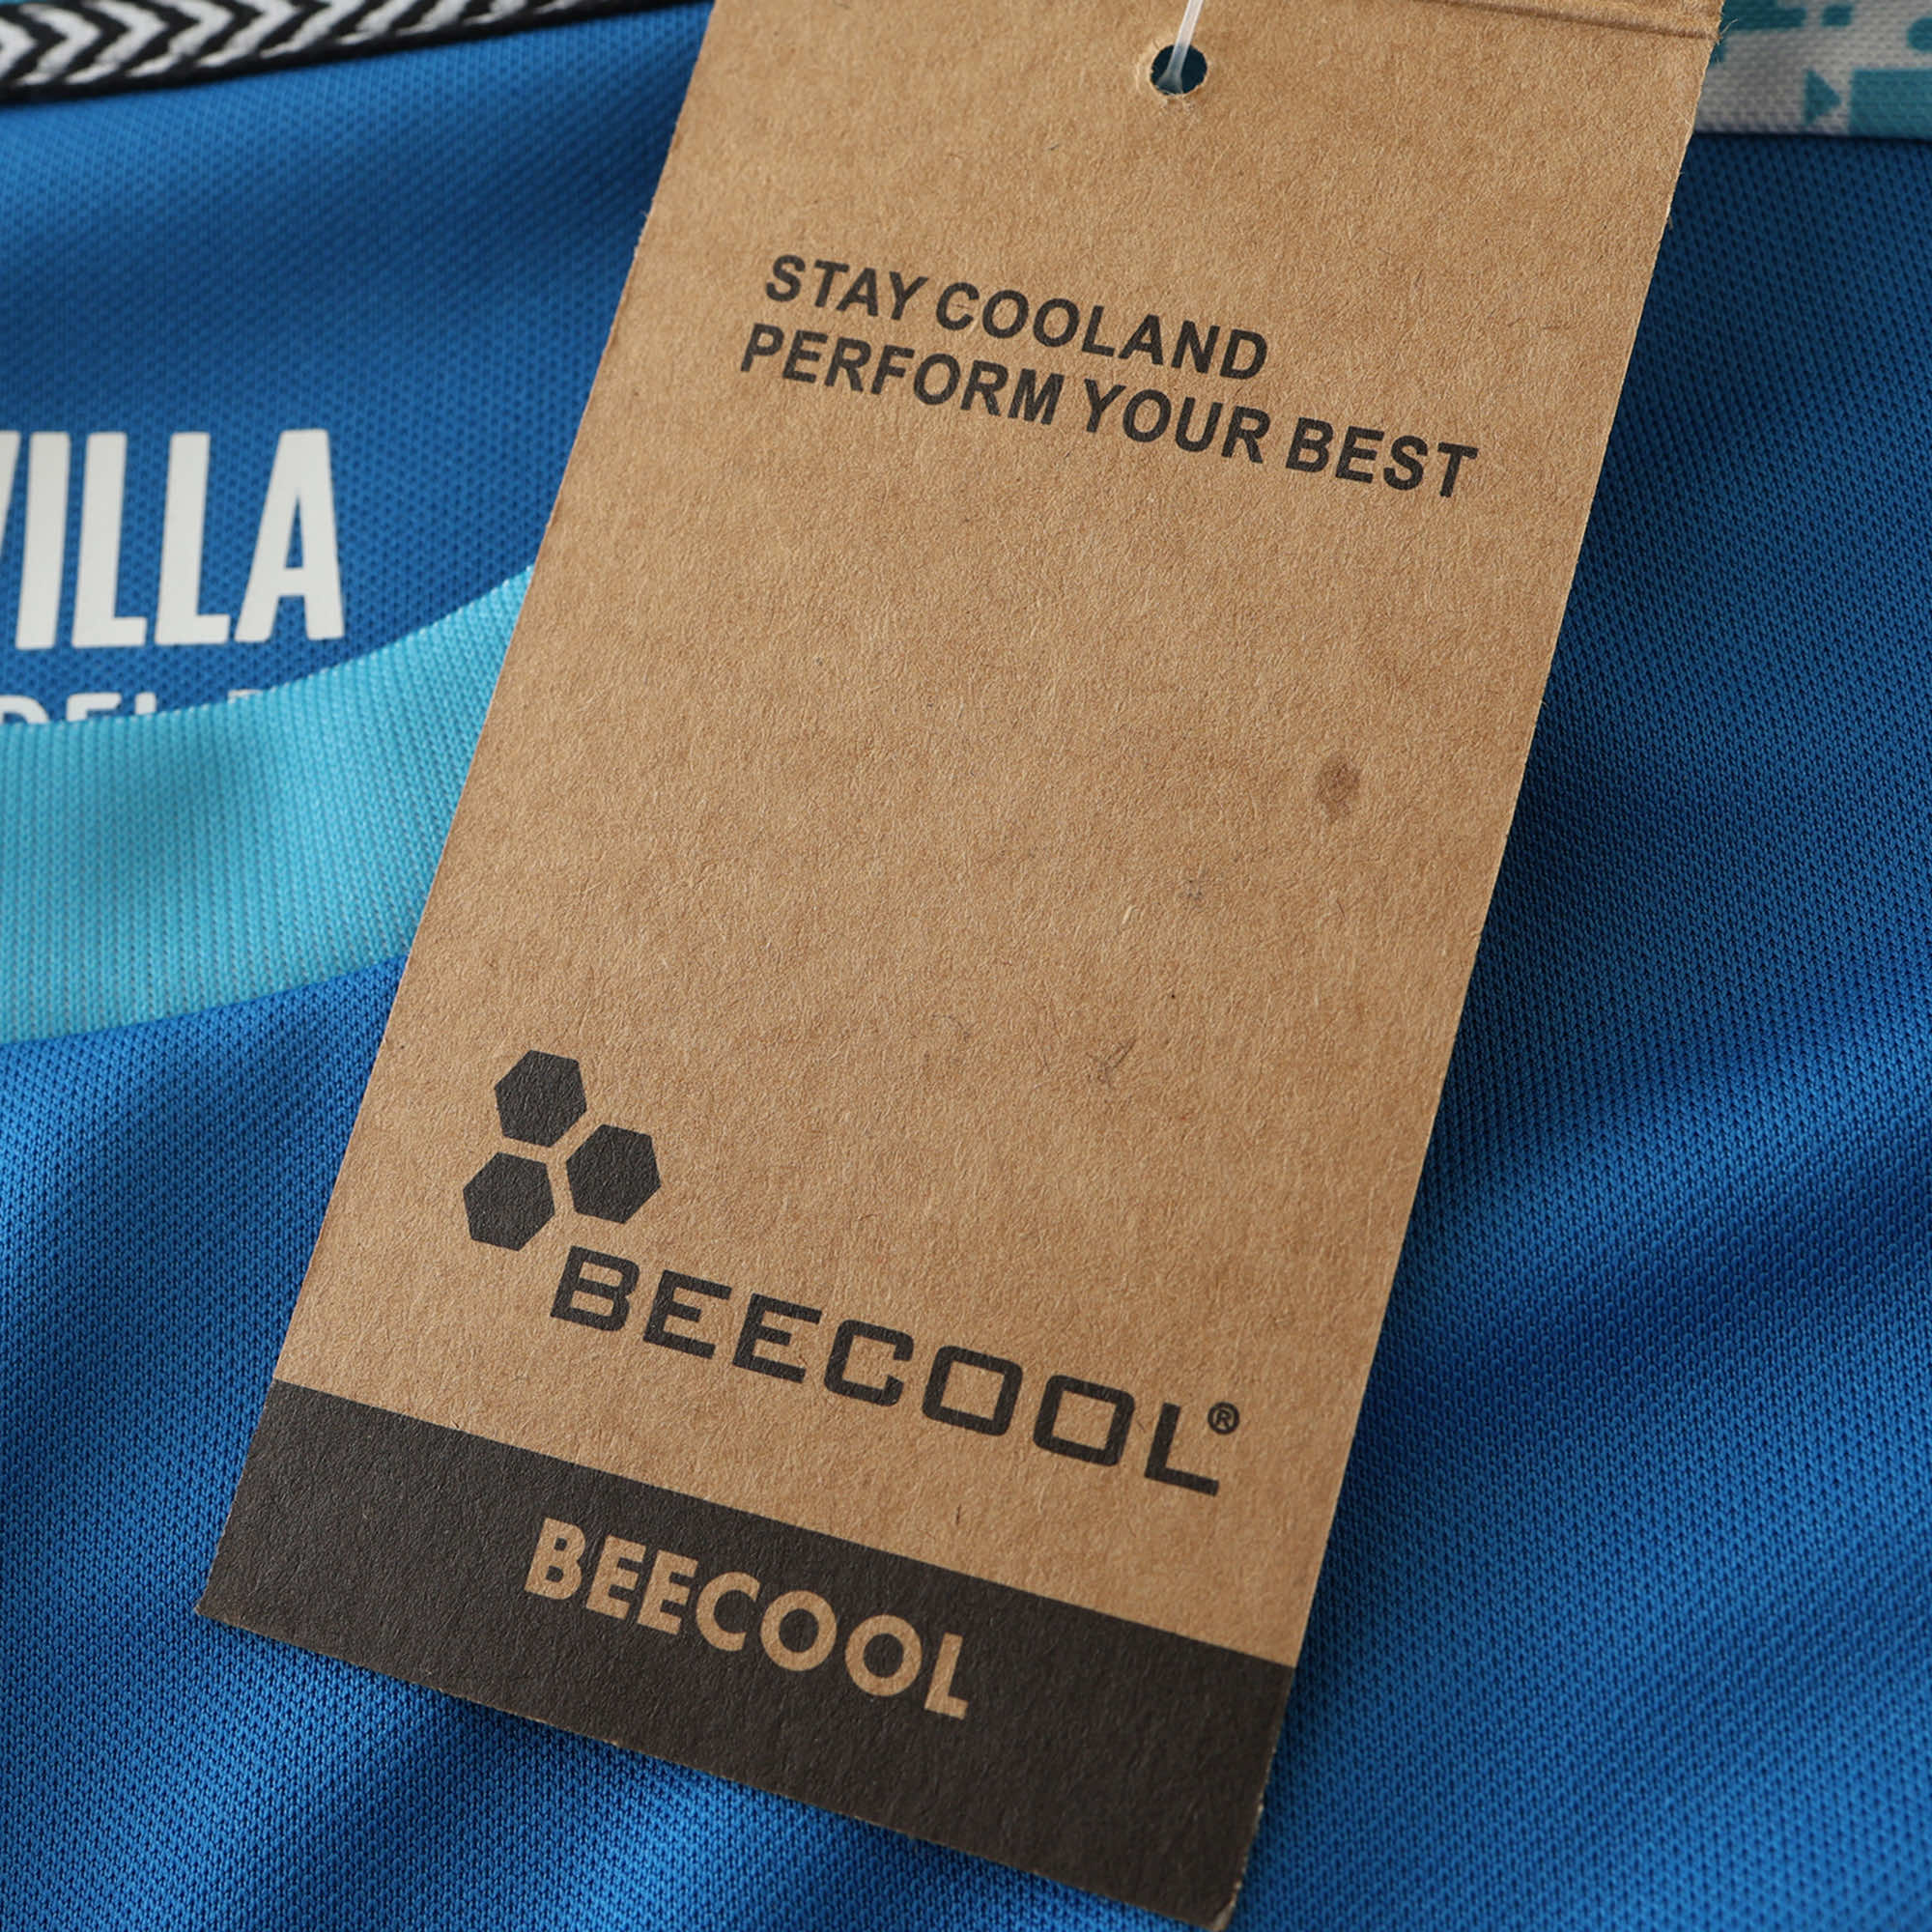 STAY COOLAND
PERFORM YOUR BEST
VILLA
BEECOOL®
BEECOOL